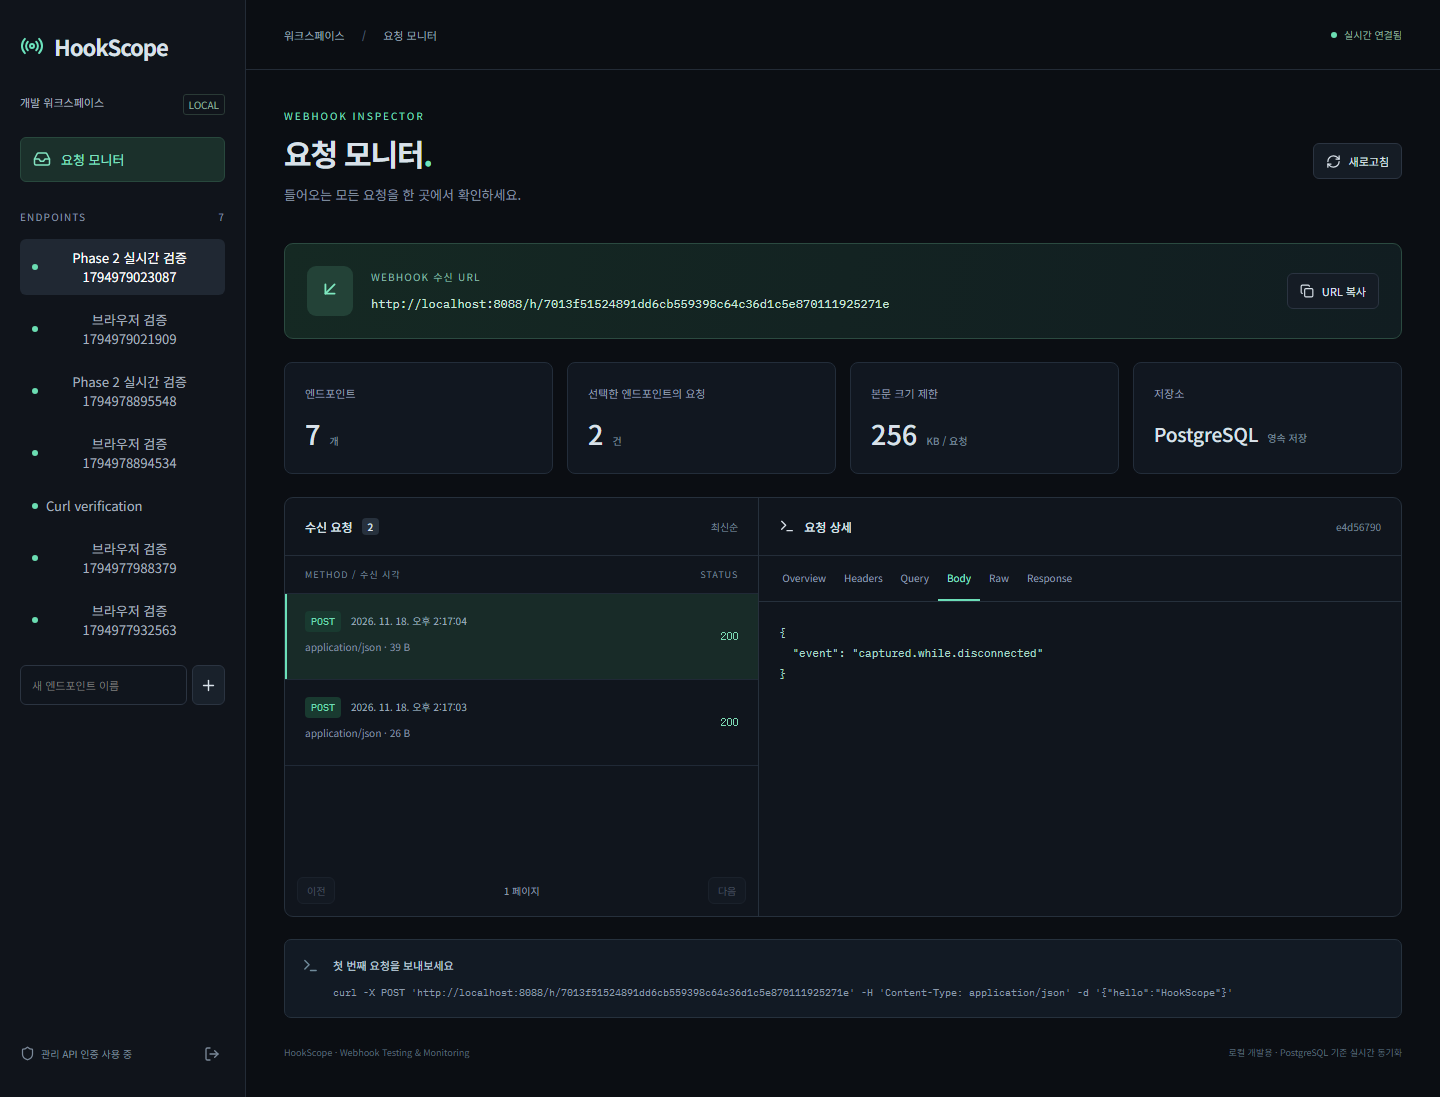 HookScope
개발 워크스페이스
LOCAL
요청 모니터
ENDPOINTS
7
Phase 2 실시간 검증
1794979023087
브라우저 검증
1794979021909
Phase 2 실시간 검증
1794978895548
브라우저 검증
1794978894534
Curl verification
브라우저 검증
1794977988379
브라우저 검증
1794977932563
새 엔드포인트 이름
관리 API 인증 사용 중
워크스페이스 / 요청 모니터
실시간 연결됨
WEBHOOK INSPECTOR
요청 모니터.
들어오는 모든 요청을 한 곳에서 확인하세요.
새로고침
WEBHOOK 수신 URL
http://localhost:8088/h/7013f51524891dd6cb559398c64c36d1c5e870111925271e
URL 복사
엔드포인트
7 개
선택한 엔드포인트의 요청
2 건
본문 크기 제한
256 KB / 요청
저장소
PostgreSQL 영속 저장
수신 요청 2
최신순
METHOD / 수신 시각
STATUS
POST 2026. 11. 18. 오후 2:17:04
application/json · 39 B
200
POST 2026. 11. 18. 오후 2:17:03
application/json · 26 B
200
이전
1 페이지
다음
요청 상세
e4d56790
Overview Headers Query Body Raw Response
{
"event": "captured.while.disconnected"
}
첫 번째 요청을 보내보세요
curl -X POST 'http://localhost:8088/h/7013f51524891dd6cb559398c64c36d1c5e870111925271e' -H 'Content-Type: application/json' -d '{"hello":"HookScope"}'
HookScope · Webhook Testing & Monitoring
로컬 개발용 · PostgreSQL 기준 실시간 동기화